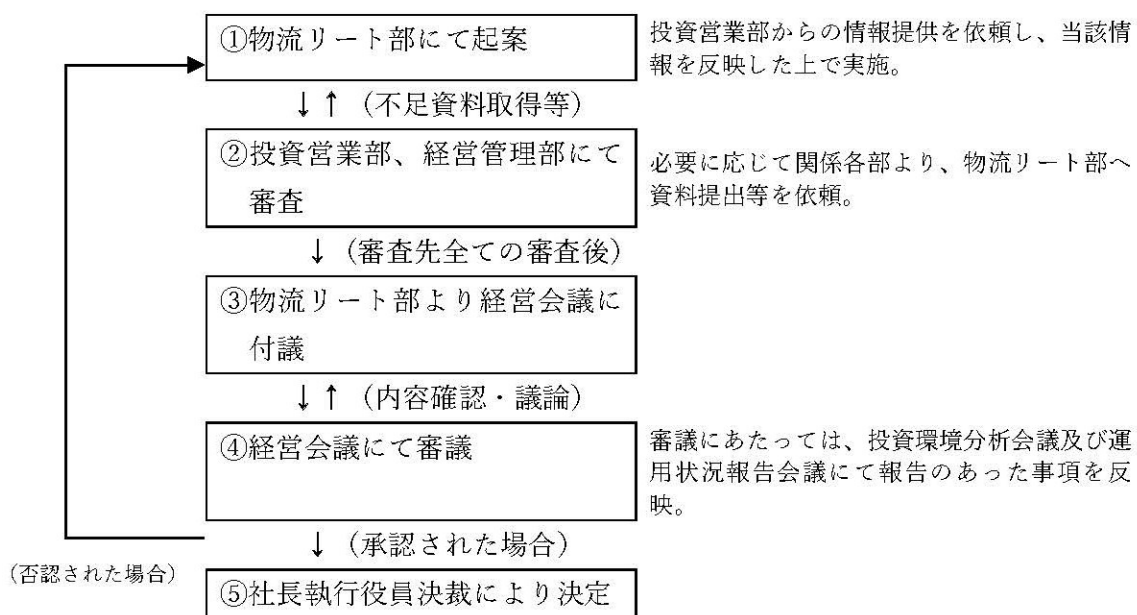 ①物流リート部にて起案
投資営業部からの情報提供を依頼し、当該情
報を反映した上で実施。
↓↑（不足資料取得等）
②投資営業部、経営管理部にて
審査
必要に応じて関係各部より、物流リート部へ
資料提出等を依頼。
↓（審査先全ての審査後）
③物流リート部より経営会議に
付議
↓↑（内容確認・議論）
④経営会議にて審議
審議にあたっては、投資環境分析会議及び運
用状況報告会議にて報告のあった事項を反
映。
↓（承認された場合）
（否認された場合）
⑤社長執行役員決裁により決定